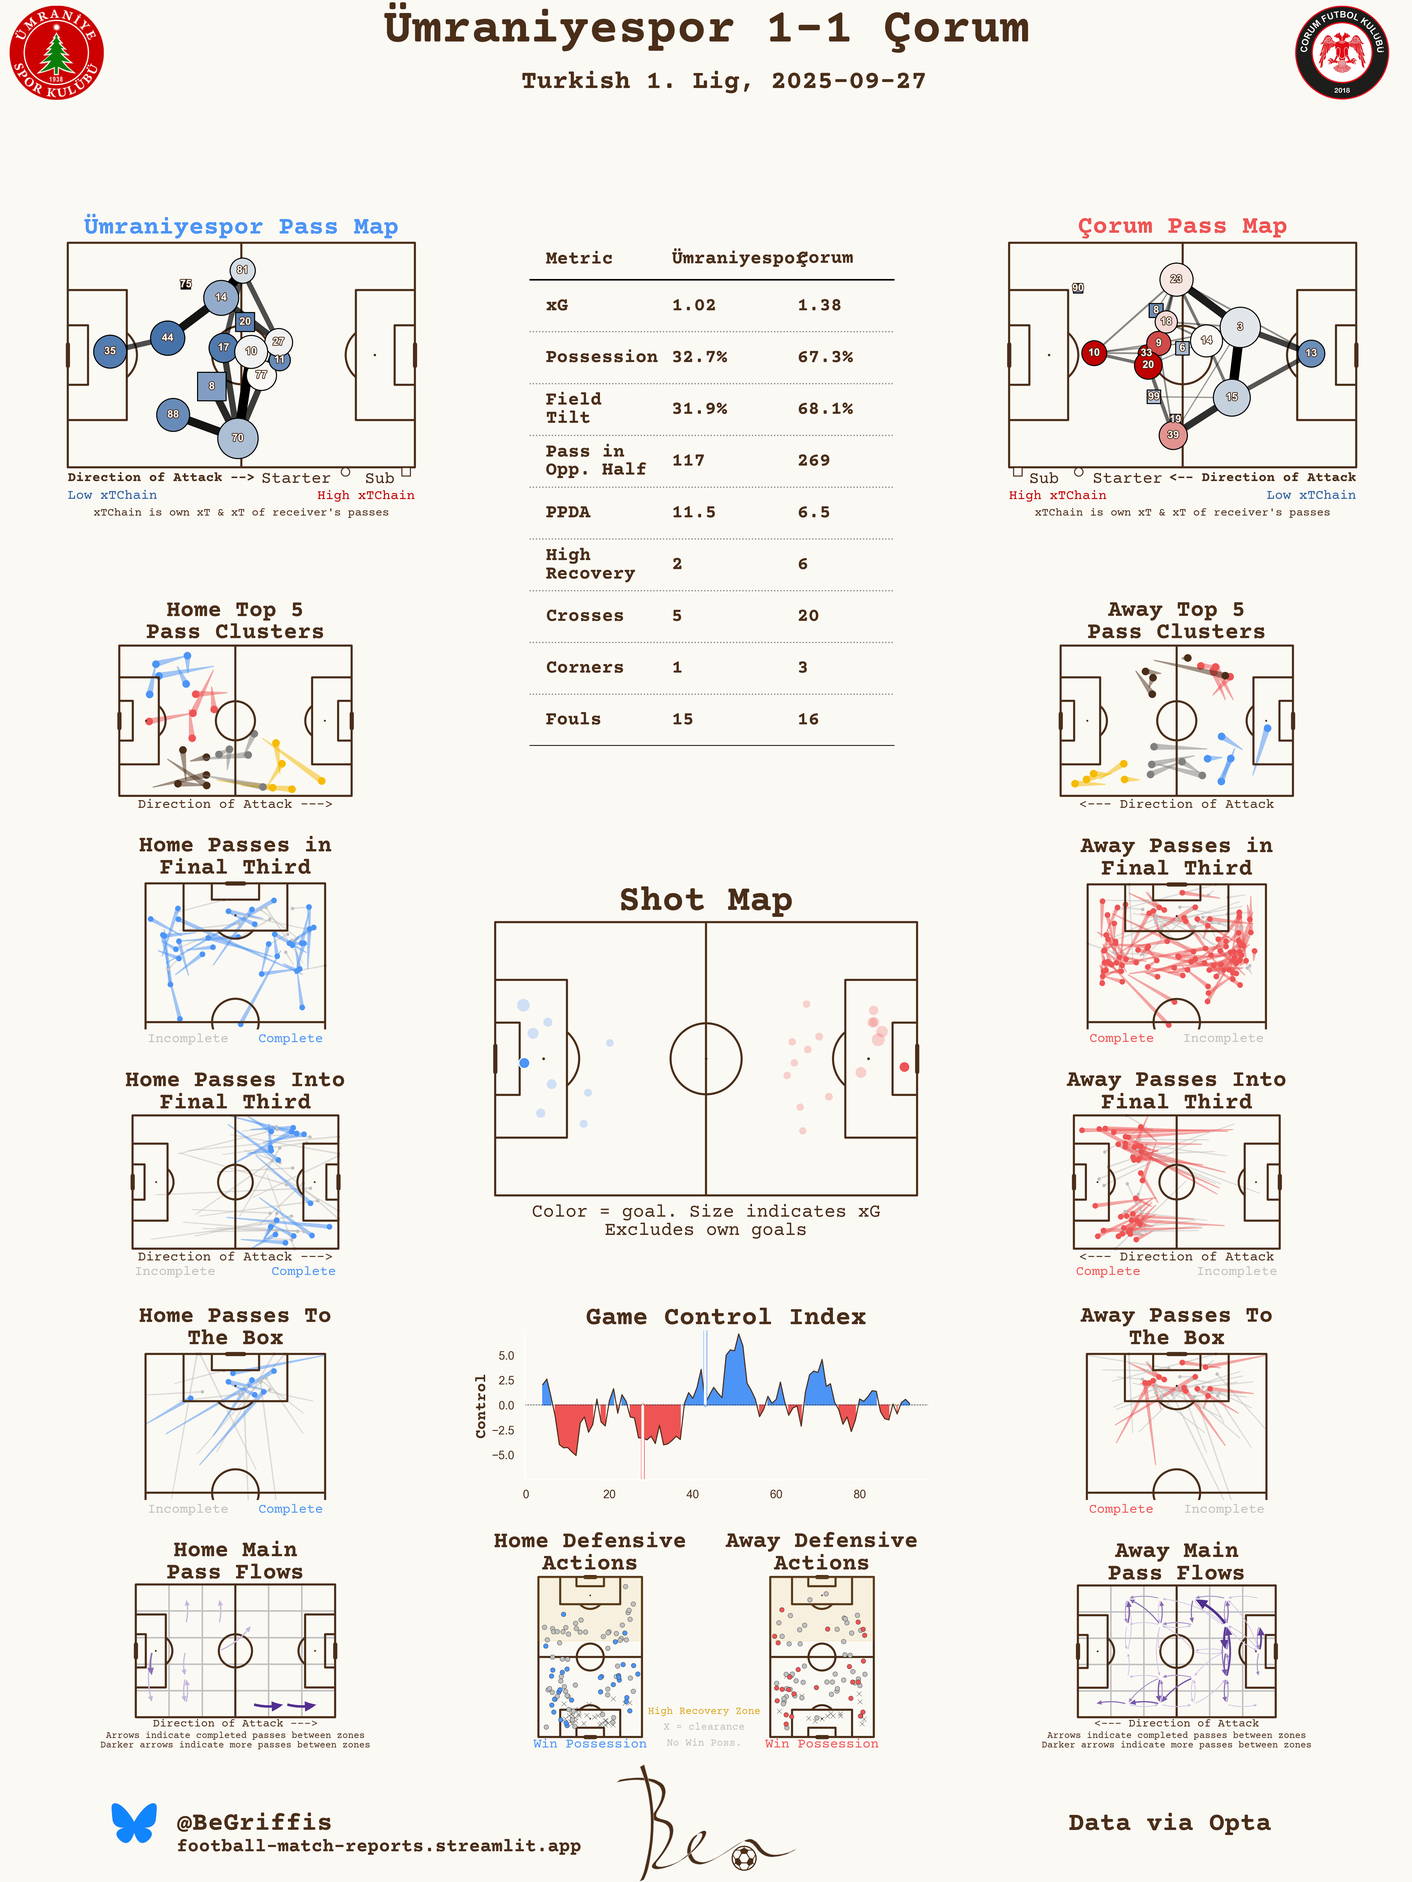 Ümraniyespor 1-1 Çorum
Turkish 1. Lig, 2025-09-27
ÜMRANİYE
SPOR KULÜBÜ
1938
ÇORUM FUTBOL KULÜBÜ
2018
Ümraniyespor Pass Map
81
75
14
20
44
35
17
10
27
11
77
8
88
70
Direction of Attack --> Starter Sub
Low xTChain High xTChain
xTChain is own xT & xT of receiver's passes
Metric Ümraniyespor Çorum
xG 1.02 1.38
Possession 32.7% 67.3%
Field
Tilt 31.9% 68.1%
Pass in
Opp. Half 117 269
PPDA 11.5 6.5
High
Recovery 2 6
Crosses 5 20
Corners 1 3
Fouls 15 16
Çorum Pass Map
23
90
8
18
3
9
14
6
10
33
13
20
99
15
19
39
Sub Starter <-- Direction of Attack
High xTChain Low xTChain
xTChain is own xT & xT of receiver's passes
Home Top 5
Pass Clusters
Direction of Attack --->
Away Top 5
Pass Clusters
<--- Direction of Attack
Home Passes in
Final Third
Incomplete Complete
Away Passes in
Final Third
Complete Incomplete
Shot Map
Color = goal. Size indicates xG
Excludes own goals
Home Passes Into
Final Third
Direction of Attack --->
Incomplete Complete
Away Passes Into
Final Third
<--- Direction of Attack
Complete Incomplete
Home Passes To
The Box
Incomplete Complete
Game Control Index
Control
5.0
2.5
0.0
−2.5
−5.0
0 20 40 60 80
Away Passes To
The Box
Complete Incomplete
Home Main
Pass Flows
Direction of Attack --->
Arrows indicate completed passes between zones
Darker arrows indicate more passes between zones
Home Defensive
Actions
Win Possession
Away Defensive
Actions
Win Possession
High Recovery Zone
X = clearance
No Win Poss.
Away Main
Pass Flows
<--- Direction of Attack
Arrows indicate completed passes between zones
Darker arrows indicate more passes between zones
@BeGriffis
football-match-reports.streamlit.app
Ben
Data via Opta